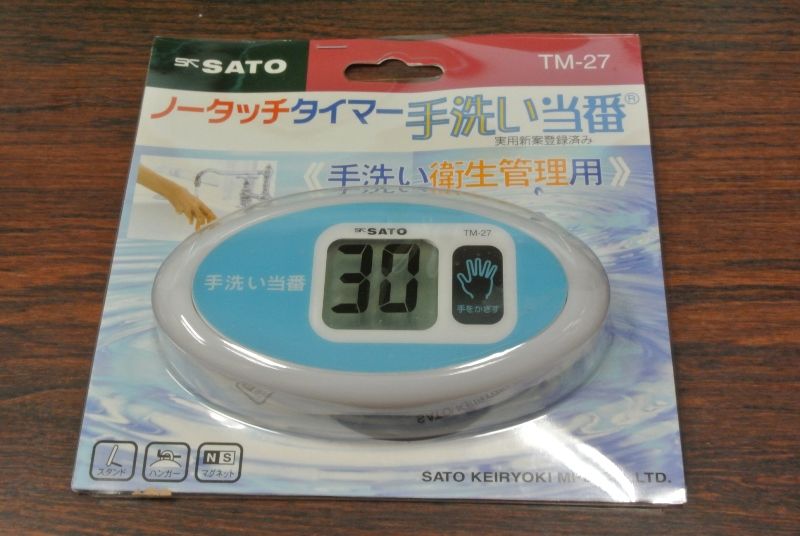 SK SATO
TM-27
ノータッチタイマー手洗い当番®
実用新案登録済み
《手洗い衛生管理用》
SK SATO
TM-27
手洗い当番
30
手をかざす
スタンド
ハンガー
N S
マグネット
SATO KEIRYOKI LTD.